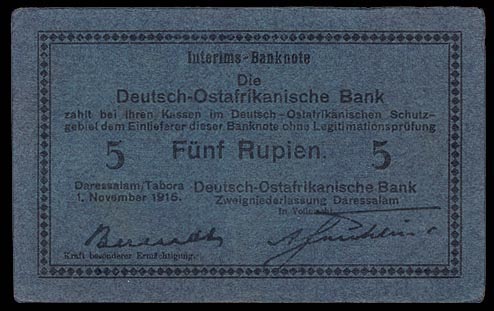 Interims-Banknote
Die
Deutsch-Ostafrikanische Bank
zahlt bei ihren Kassen im Deutsch-Ostafrikanischen Schutz-
gebiet dem Einlieferer dieser Banknote ohne Legitimationsprüfung
5 Fünf Rupien. 5
Daressalam/Tabora Deutsch-Ostafrikanische Bank
1. November 1915. Zweigniederlassung Daressalam
In Vollmacht
Kraft besonderer Ermächtigung.